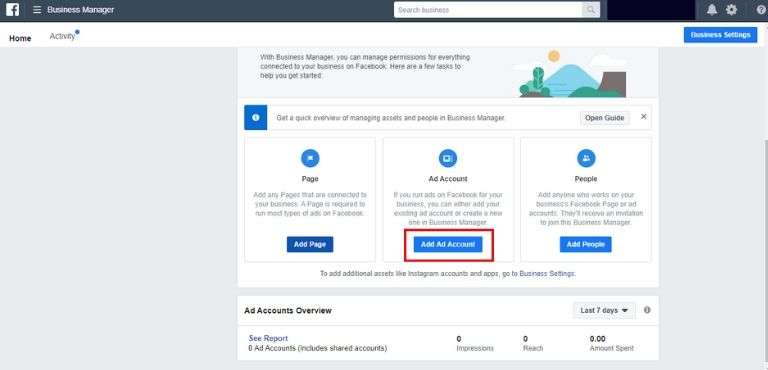 f Business Manager
Search business
Home
Activity
Business Settings
With Business Manager, you can manage permissions for everything
connected to your business on Facebook. Here are a few tasks to
help you get started:
Get a quick overview of managing assets and people in Business Manager.
Open Guide
Page
Add any Pages that are connected to
your business. A Page is required to
run most types of ads on Facebook.
Add Page
Ad Account
If you run ads on Facebook for your
business, you can either add your
existing ad account or create a new
one in Business Manager.
Add Ad Account
People
Add anyone who works on your
business's Facebook Page or ad
accounts. They'll receive an invitation
to join this Business Manager.
Add People
To add additional assets like Instagram accounts and apps, go to Business Settings.
Ad Accounts Overview
Last 7 days
See Report
0 Ad Accounts (includes shared accounts)
0
Impressions
0
Reach
0.00
Amount Spent